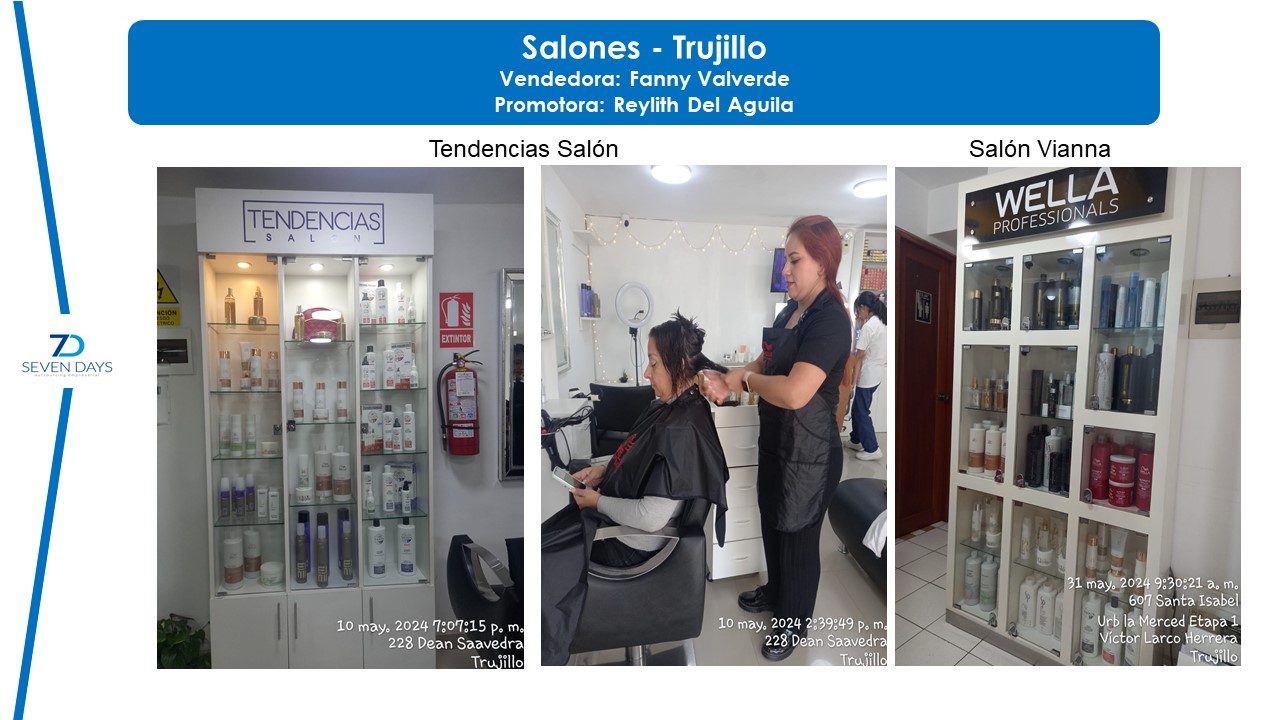 Salones - Trujillo
Vendedora: Fanny Valverde
Promotora: Reylith Del Aguila
Tendencias Salón
Salón Vianna
7D
SEVEN DAYS
TENDENCIAS
SALON
EXTINTOR
10 may. 2024 7:07:15 p. m.
228 Dean Saavedra
Trujillo
10 may. 2024 2:39:49 p. m.
228 Dean Saavedra
Trujillo
WELLA
PROFESSIONALS
31 may. 2024 9:30:21 a. m.
607 Santa Isabel
Urb la Merced Etapa 1
Víctor Larco Herrera
Trujillo